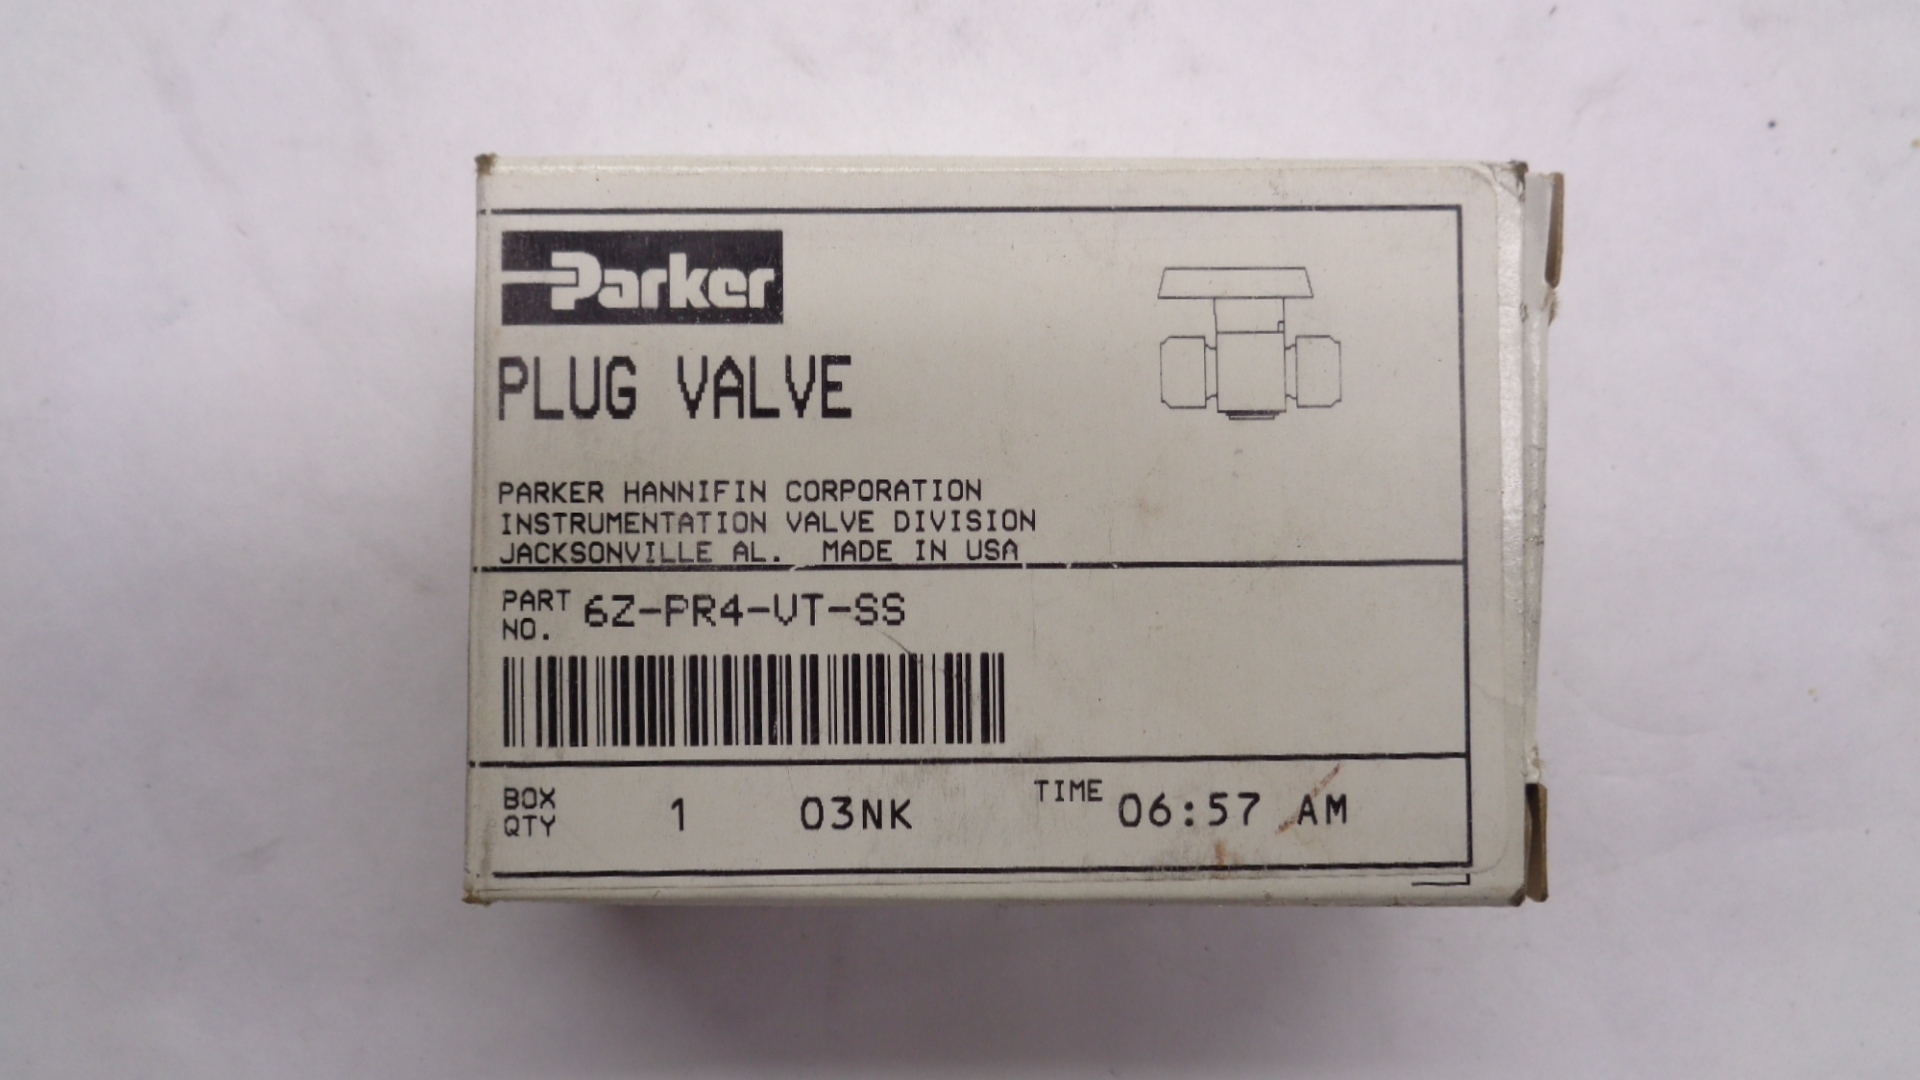 Parker
PLUG VALVE
PARKER HANNIFIN CORPORATION
INSTRUMENTATION VALVE DIVISION
JACKSONVILLE AL. MADE IN USA
PART NO. 6Z-PR4-VT-SS
BOX QTY 1 03NK TIME 06:57 AM